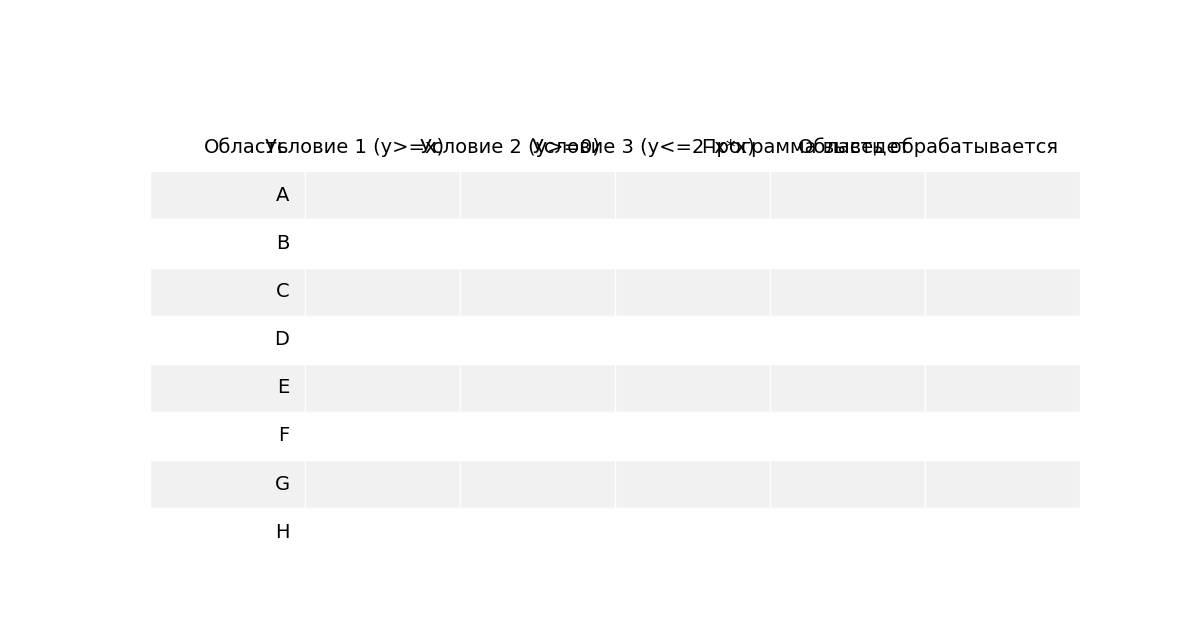 Область Условие 1 (y>=x) Условие 2 (y>=0) Условие 3 (y<=2-x*x) Программа выведет Область обрабатывается
A
B
C
D
E
F
G
H